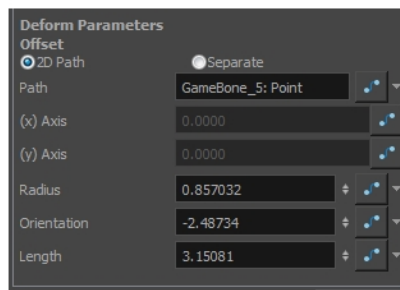 Deform Parameters
Offset
2D Path Separate
Path GameBone_5: Point
(x) Axis 0.0000
(y) Axis 0.0000
Radius 0.857032
Orientation -2.48734
Length 3.15081